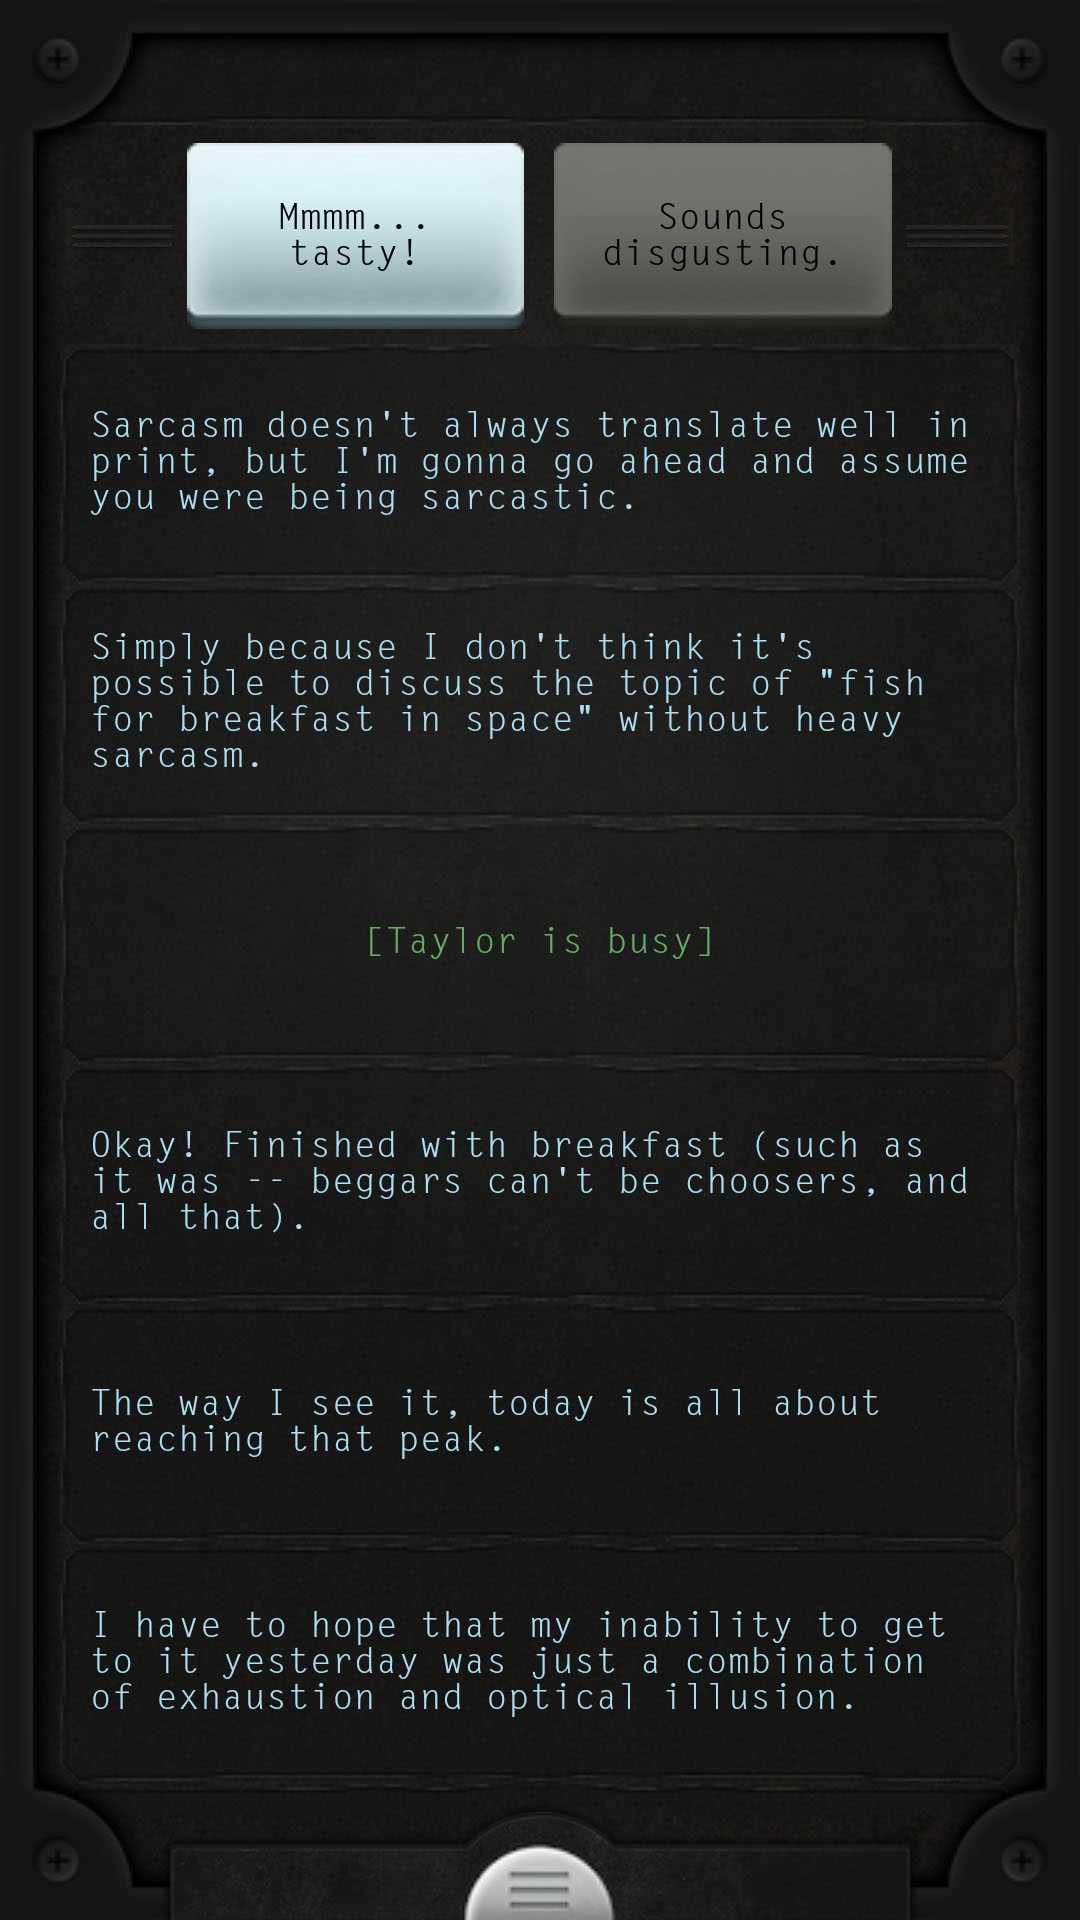 Mmmm...
tasty!
Sounds
disgusting.
Sarcasm doesn't always translate well in
print, but I'm gonna go ahead and assume
you were being sarcastic.
Simply because I don't think it's
possible to discuss the topic of "fish
for breakfast in space" without heavy
sarcasm.
[Taylor is busy]
Okay! Finished with breakfast (such as
it was -- beggars can't be choosers, and
all that).
The way I see it, today is all about
reaching that peak.
I have to hope that my inability to get
to it yesterday was just a combination
of exhaustion and optical illusion.